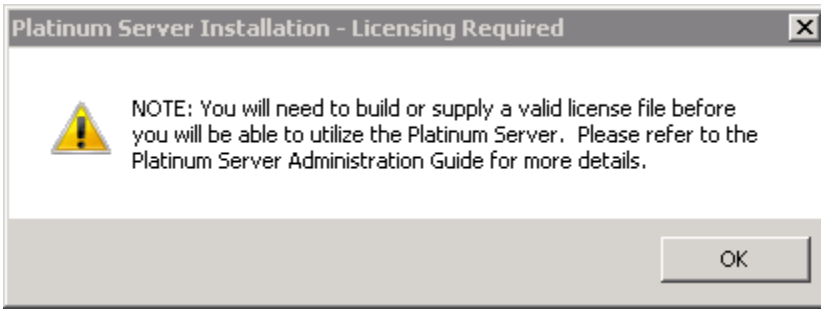 Platinum Server Installation - Licensing Required
NOTE: You will need to build or supply a valid license file before
you will be able to utilize the Platinum Server.  Please refer to the
Platinum Server Administration Guide for more details.
OK